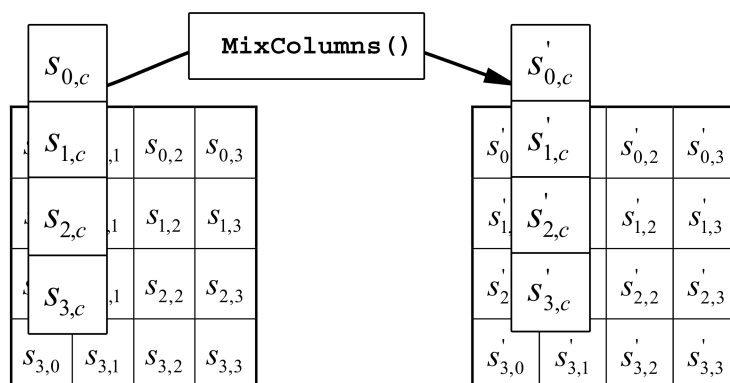 MixColumns()
s0,c s'0,c
s1,c s0,2 s0,3 s'1,c s'0,2 s'0,3
s2,c s1,2 s1,3 s'2,c s'1,2 s'1,3
s3,c s2,2 s2,3 s'3,c s'2,2 s'2,3
s3,0 s3,1 s3,2 s3,3 s'3,0 s'3,1 s'3,2 s'3,3